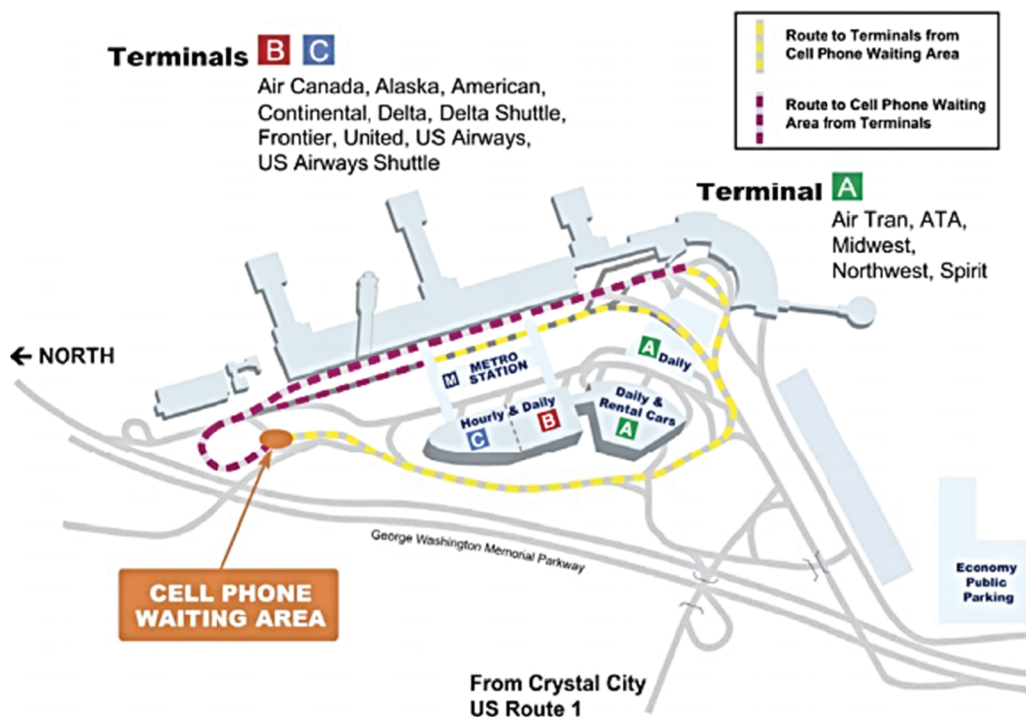 Terminals B C
Air Canada, Alaska, American,
Continental, Delta, Delta Shuttle,
Frontier, United, US Airways,
US Airways Shuttle
Route to Terminals from
Cell Phone Waiting Area
Route to Cell Phone Waiting
Area from Terminals
Terminal A
Air Tran, ATA,
Midwest,
Northwest, Spirit
← NORTH
M METRO
STATION
A Daily
Hourly & Daily
C B
Daily &
Rental Cars
A
George Washington Memorial Parkway
CELL PHONE
WAITING AREA
Economy
Public
Parking
From Crystal City
US Route 1